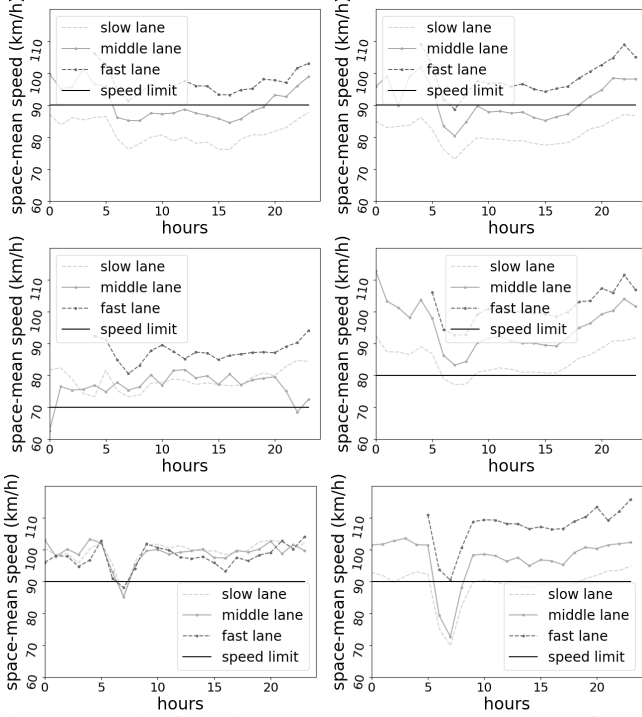 space-mean speed (km/h)
110
100
90
80
70
60
slow lane
middle lane
fast lane
speed limit
0 5 10 15 20
hours
space-mean speed (km/h)
110
100
90
80
70
60
slow lane
middle lane
fast lane
speed limit
0 5 10 15 20
hours
space-mean speed (km/h)
110
100
90
80
70
60
slow lane
middle lane
fast lane
speed limit
0 5 10 15 20
hours
space-mean speed (km/h)
110
100
90
80
70
60
slow lane
middle lane
fast lane
speed limit
0 5 10 15 20
hours
space-mean speed (km/h)
110
100
90
80
70
60
slow lane
middle lane
fast lane
speed limit
0 5 10 15 20
hours
space-mean speed (km/h)
110
100
90
80
70
60
slow lane
middle lane
fast lane
speed limit
0 5 10 15 20
hours